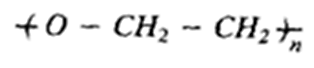 +O - CH₂ - CH₂+ₙ